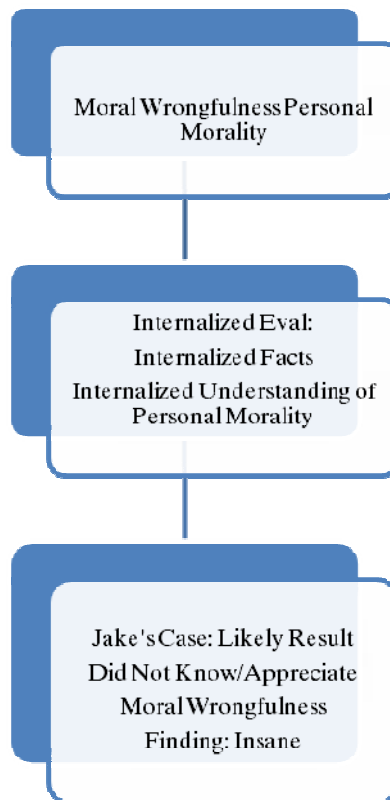 Moral Wrongfulness Personal
Morality
Internalized Eval:
Internalized Facts
Internalized Understanding of
Personal Morality
Jake's Case: Likely Result
Did Not Know/Appreciate
Moral Wrongfulness
Finding: Insane